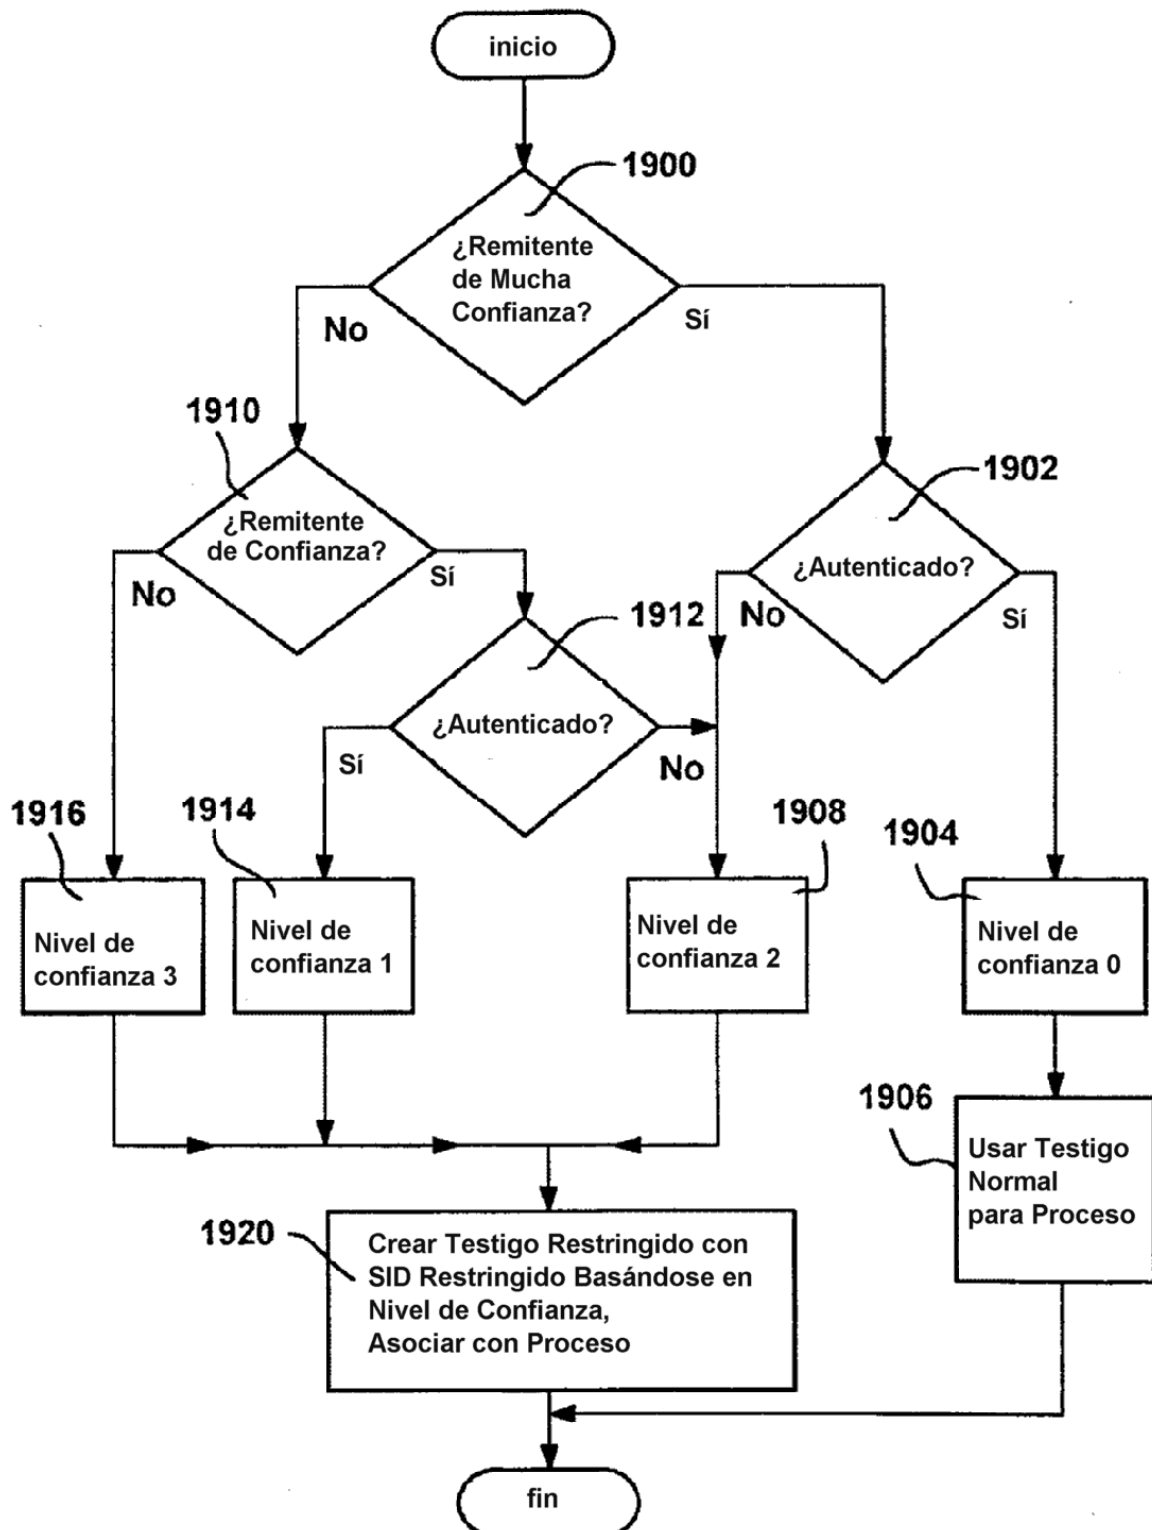 inicio
1900
¿Remitente
de Mucha
Confianza?
No
Sí
1910
¿Remitente
de Confianza?
No
Sí
1902
¿Autenticado?
No
Sí
1912
¿Autenticado?
Sí
No
1916
Nivel de
confianza 3
1914
Nivel de
confianza 1
1908
Nivel de
confianza 2
1904
Nivel de
confianza 0
1906
Usar Testigo
Normal
para Proceso
1920
Crear Testigo Restringido con
SID Restringido Basándose en
Nivel de Confianza,
Asociar con Proceso
fin